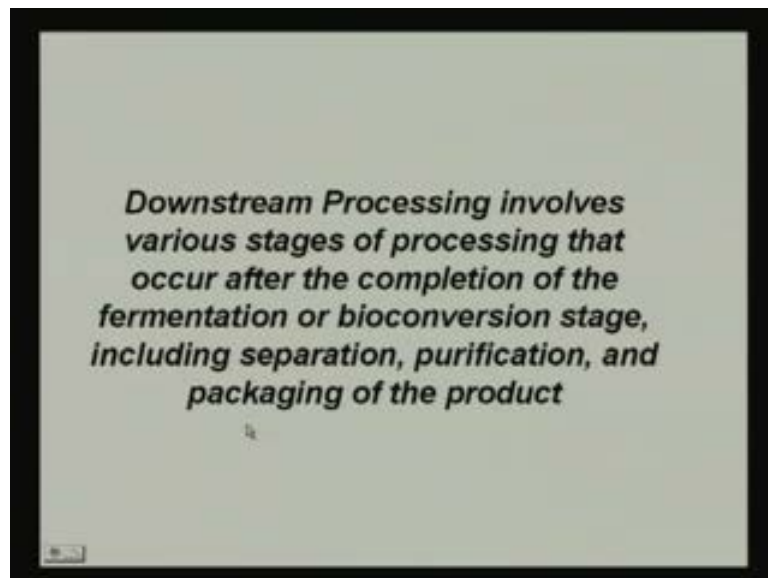 Downstream Processing involves
various stages of processing that
occur after the completion of the
fermentation or bioconversion stage,
including separation, purification, and
packaging of the product